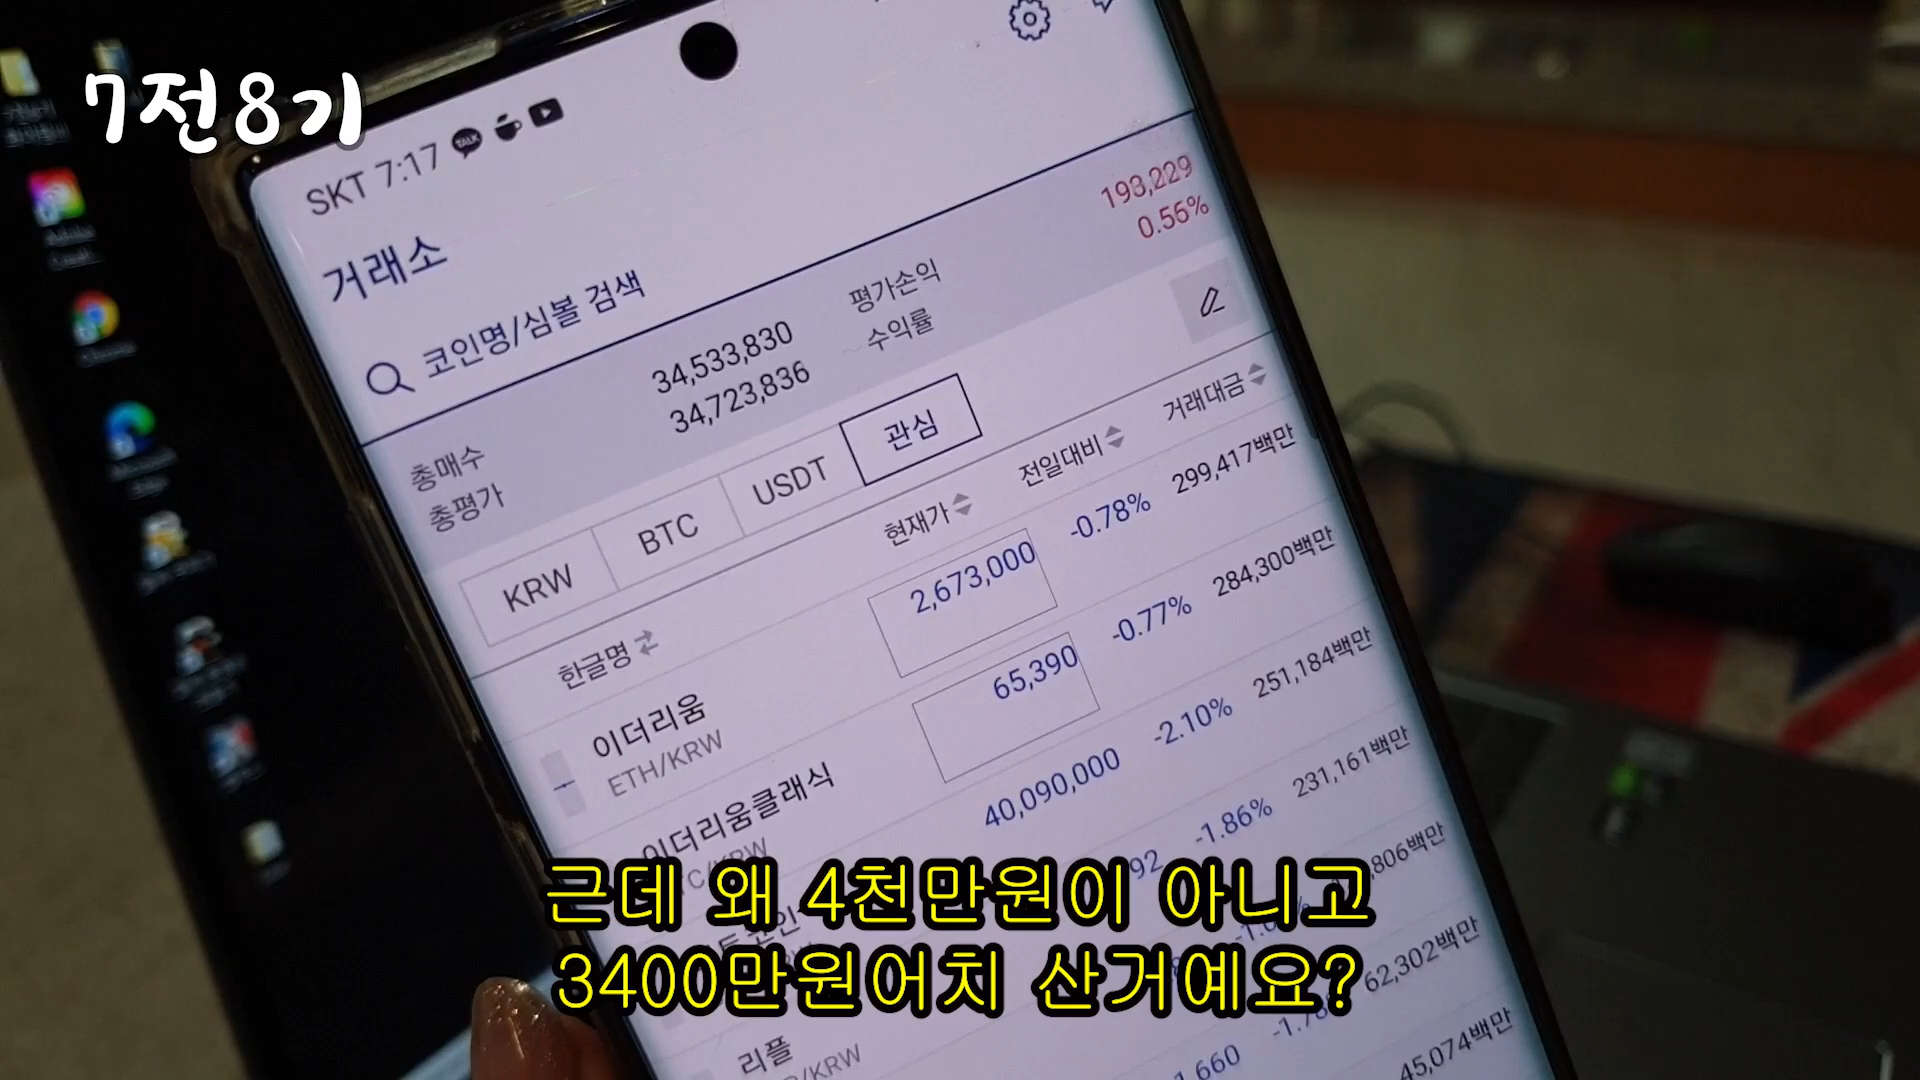 7전8기
SKT 7:17
거래소
코인명/심볼 검색
총매수 34,533,830 평가손익 193,229
총평가 34,723,836 수익률 0.56%
KRW BTC USDT 관심
한글명 현재가 전일대비 거래대금
이더리움 2,673,000 -0.78% 299,417백만
ETH/KRW
이더리움클래식 65,390 -0.77% 284,300백만
40,090,000 -2.10% 251,184백만
-1.86% 231,161백만
62,302백만
리플 45,074백만
근데 왜 4천만원이 아니고
3400만원어치 산거예요?